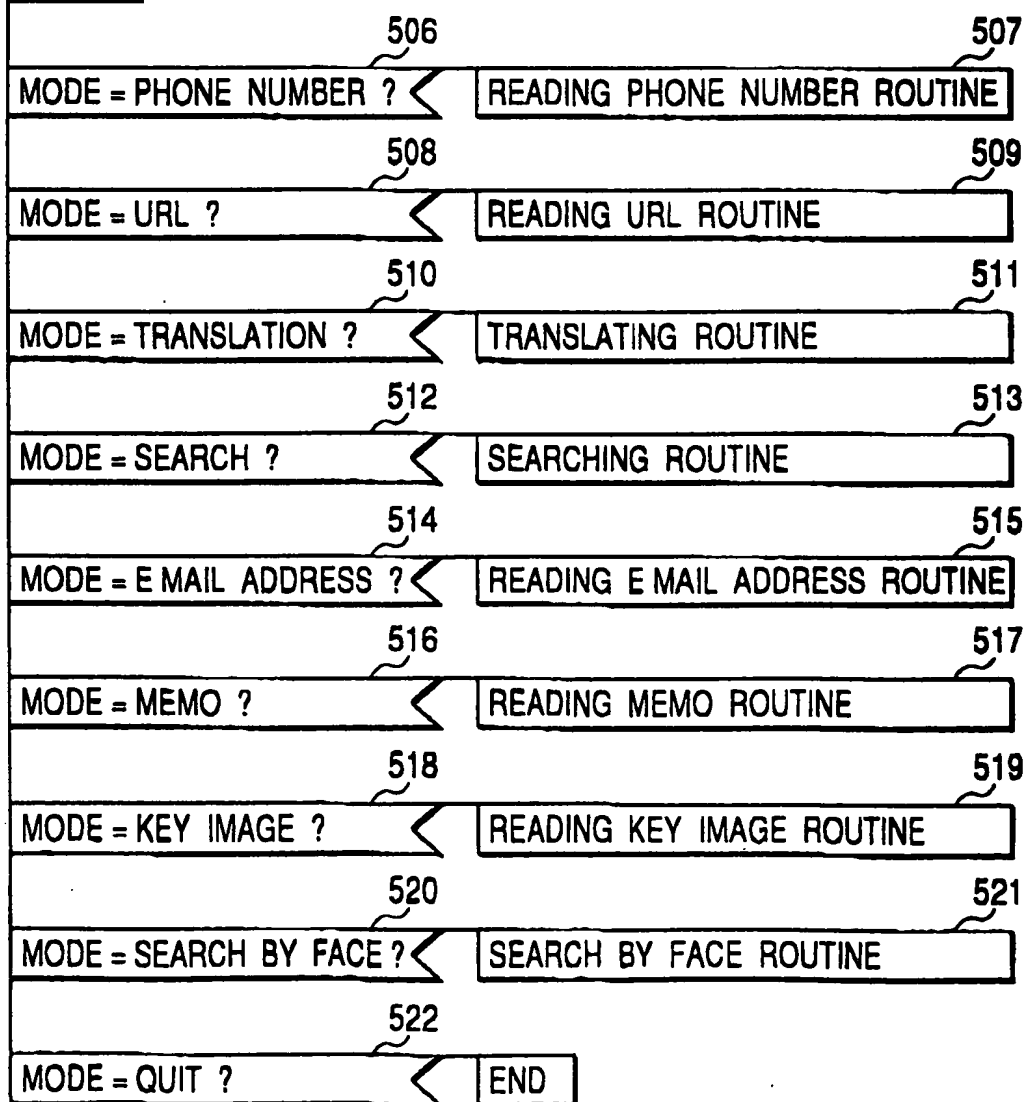 506 507
MODE = PHONE NUMBER ? READING PHONE NUMBER ROUTINE
508 509
MODE = URL ? READING URL ROUTINE
510 511
MODE = TRANSLATION ? TRANSLATING ROUTINE
512 513
MODE = SEARCH ? SEARCHING ROUTINE
514 515
MODE = E MAIL ADDRESS ? READING E MAIL ADDRESS ROUTINE
516 517
MODE = MEMO ? READING MEMO ROUTINE
518 519
MODE = KEY IMAGE ? READING KEY IMAGE ROUTINE
520 521
MODE = SEARCH BY FACE ? SEARCH BY FACE ROUTINE
522
MODE = QUIT ? END